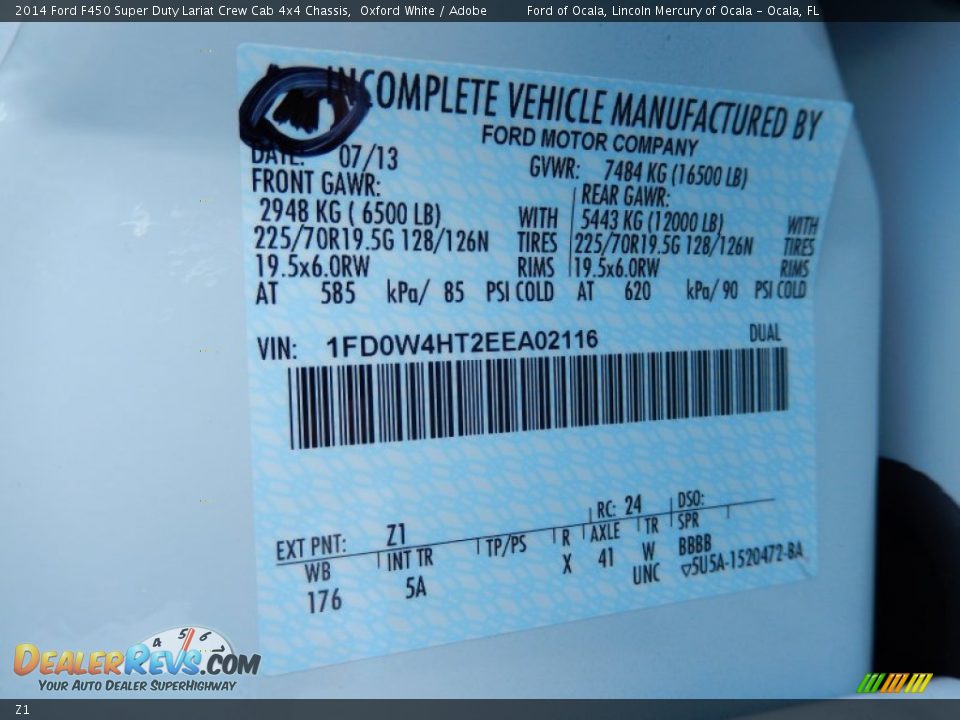 2014 Ford F450 Super Duty Lariat Crew Cab 4x4 Chassis, Oxford White / Adobe Ford of Ocala, Lincoln Mercury of Ocala - Ocala, FL
INCOMPLETE VEHICLE MANUFACTURED BY
FORD MOTOR COMPANY
DATE: 07/13 GVWR: 7484 KG (16500 LB)
FRONT GAWR: REAR GAWR:
2948 KG ( 6500 LB) WITH 5443 KG (12000 LB) WITH
225/70R19.5G 128/126N TIRES 225/70R19.5G 128/126N TIRES
19.5x6.0RW RIMS 19.5x6.0RW RIMS
AT 585 kPa/ 85 PSI COLD AT 620 kPa/ 90 PSI COLD
VIN: 1FD0W4HT2EEA02116 DUAL
EXT PNT: Z1 RC: 24 DSO:
WB INT TR TP/PS R AXLE TR SPR
176 5A X 41 W BBBB
UNC ▽5U5A-1520472-BA
4 5 6
DealerRevs.com
Your Auto Dealer SuperHighway
Z1